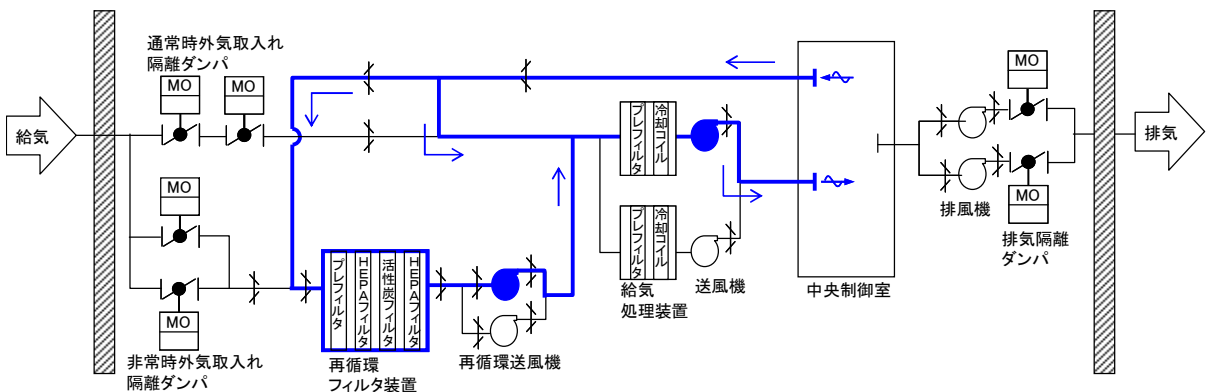 通常時外気取入れ
隔離ダンパ
MO
MO
給気
MO
MO
非常時外気取入れ
隔離ダンパ
プレフィルタ
HEPAフィルタ
活性炭フィルタ
HEPAフィルタ
再循環
フィルタ装置
再循環送風機
プレフィルタ
冷却コイル
プレフィルタ
冷却コイル
給気
処理装置
送風機
中央制御室
排風機
MO
MO
排気隔離
ダンパ
排気